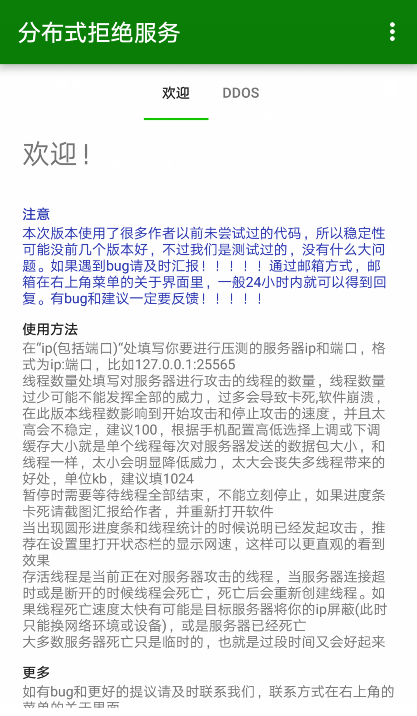 分布式拒绝服务
欢迎 DDOS
欢迎！
注意
本次版本使用了很多作者以前未尝试过的代码，所以稳定性
可能没前几个版本好，不过我们是测试过的，没有什么大问
题。如果遇到bug请及时汇报！！！！！通过邮箱方式，邮
箱在右上角菜单的关于界面里，一般24小时内就可以得到回
复。有bug和建议一定要反馈！！！！！
使用方法
在“ip(包括端口)“处填写你要进行压测的服务器ip和端口，格
式为ip:端口，比如127.0.0.1:25565
线程数量处填写对服务器进行攻击的线程的数量，线程数量
过少可能不能发挥全部的威力，过多会导致卡死,软件崩溃，
在此版本线程数影响到开始攻击和停止攻击的速度，并且太
高会不稳定，建议100，根据手机配置高低选择上调或下调
缓存大小就是单个线程每次对服务器发送的数据包大小，和
线程一样，太小会明显降低威力，太大会丧失多线程带来的
好处，单位kb，建议填1024
暂停时需要等待线程全部结束，不能立刻停止，如果进度条
卡死请截图汇报给作者，并重新打开软件
当出现圆形进度条和线程统计的时候说明已经发起攻击，推
荐在设置里打开状态栏的显示网速，这样可以更直观的看到
效果
存活线程是当前正在对服务器攻击的线程，当服务器连接超
时或是断开的时候线程会死亡，死亡后会重新创建线程。如
果线程死亡速度太快有可能是目标服务器将你的ip屏蔽(此时
只能换网络环境或设备)，或是服务器已经死亡
大多数服务器死亡只是临时的，也就是过段时间又会好起来
更多
如有bug和更好的提议请及时联系我们，联系方式在右上角的
菜单的关于界面